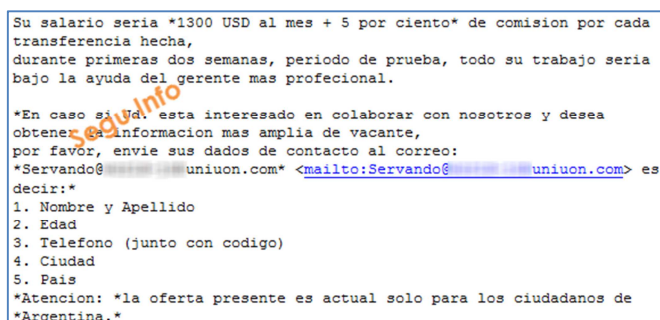 Su salario seria *1300 USD al mes + 5 por ciento* de comision por cada
transferencia hecha,
durante primeras dos semanas, periodo de prueba, todo su trabajo seria
bajo la ayuda del gerente mas profecional.
*En caso si Ud. esta interesado en colaborar con nosotros y desea
obtener la informacion mas amplia de vacante,
por favor, envie sus dados de contacto al correo:
*Servando@ uniuon.com* <mailto:Servando@ uniuon.com> es
decir:*
1. Nombre y Apellido
2. Edad
3. Telefono (junto con codigo)
4. Ciudad
5. Pais
*Atencion: *la oferta presente es actual solo para los ciudadanos de
*Argentina.*
Segu.Info